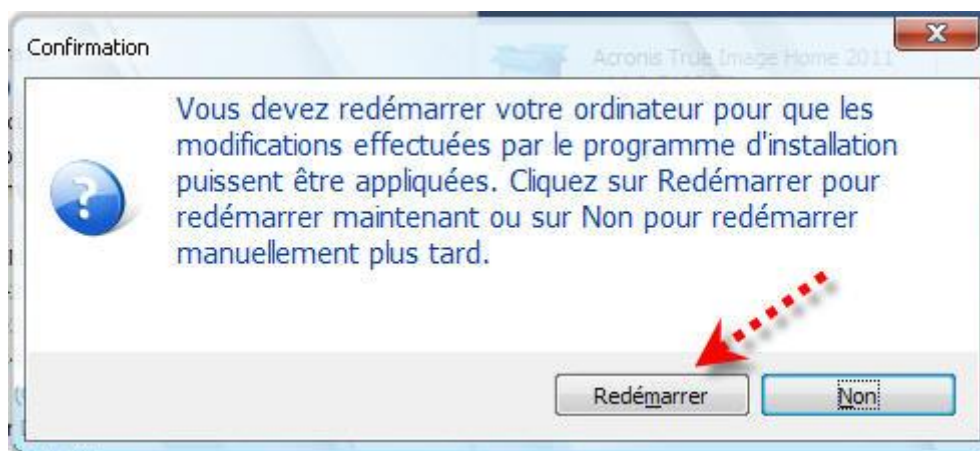 Confirmation
Acronis True Image Home 2011
Vous devez redémarrer votre ordinateur pour que les
modifications effectuées par le programme d'installation
puissent être appliquées. Cliquez sur Redémarrer pour
redémarrer maintenant ou sur Non pour redémarrer
manuellement plus tard.
Redémarrer
Non